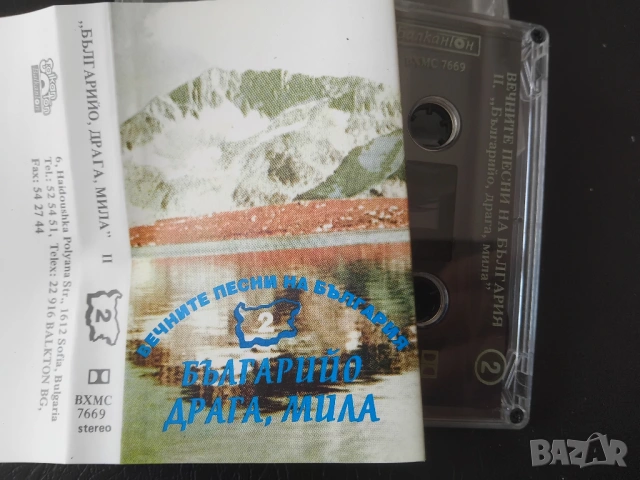 „БЪЛГАРИЙО, ДРАГА, МИЛА" II
6, Haidoushka Polyana Str., 1612 Sofia, Bulgaria
Tel.: 52 54 51, Telex: 22 916 BALKTON BG,
Fax: 54 27 44
2
BXMC
7669
stereo
ВЕЧНИТЕ ПЕСНИ НА БЪЛГАРИЯ
2
БЪЛГАРИЙО
ДРАГА, МИЛА
балкантон
BXMC 7669
ВЕЧНИТЕ ПЕСНИ НА БЪЛГАРИЯ
II. „Българийо, драга, мила"
2
BAZAR
bg